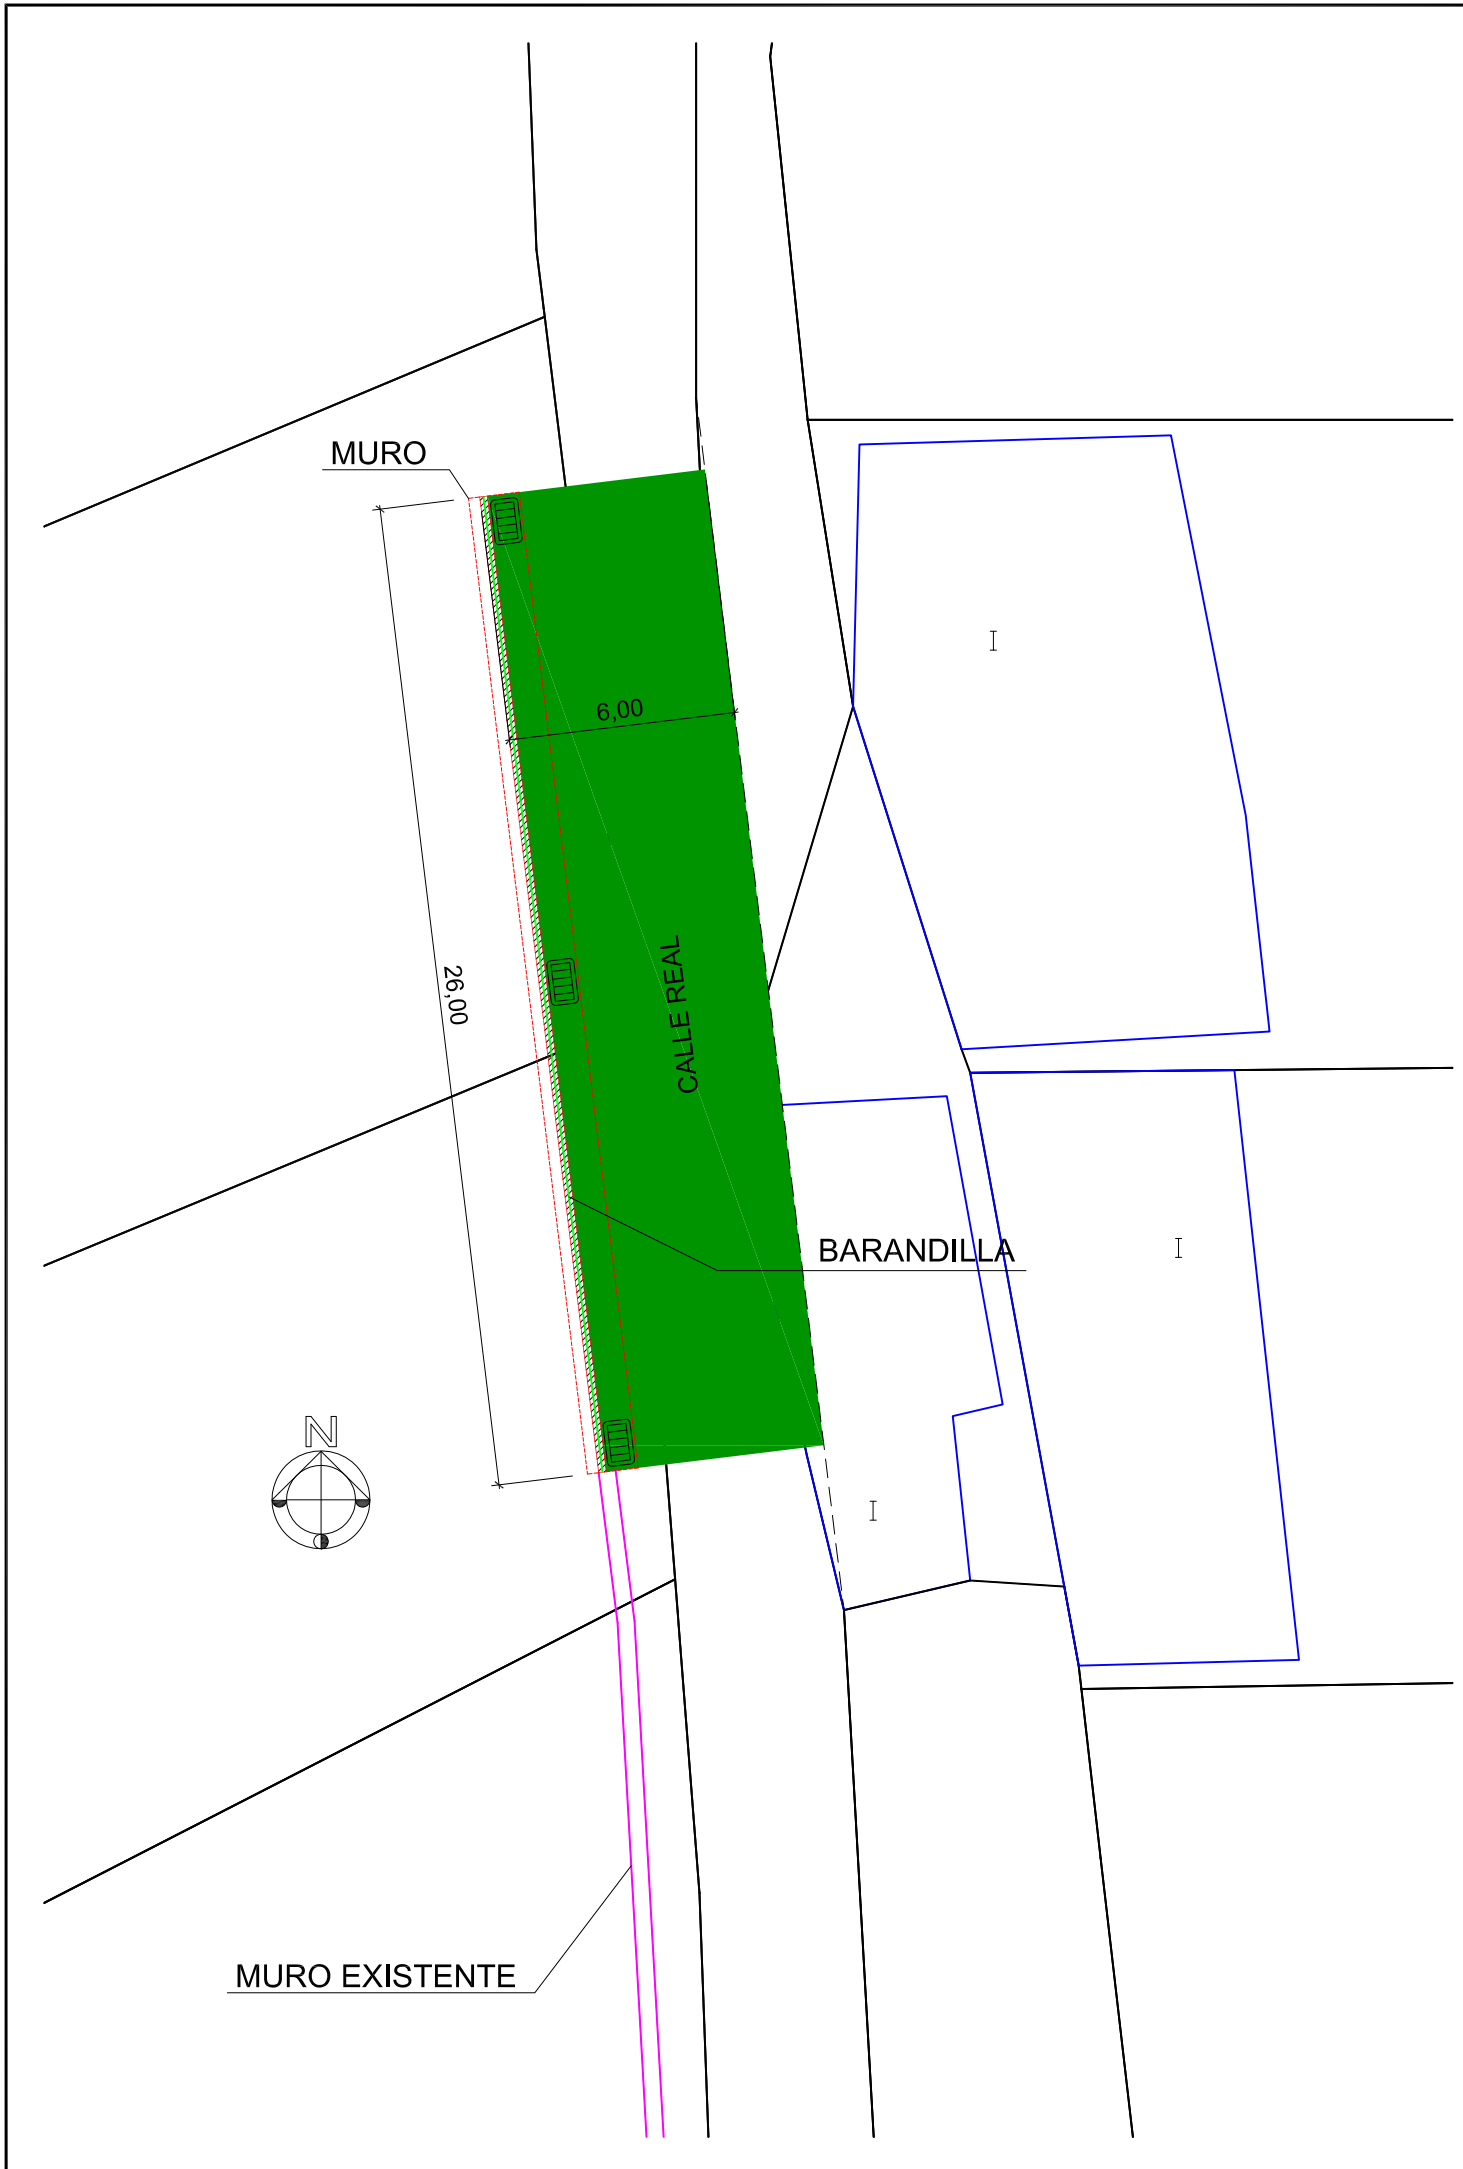 MURO
I
6,00
CALLE REAL
26,00
BARANDILLA
I
N
I
MURO EXISTENTE